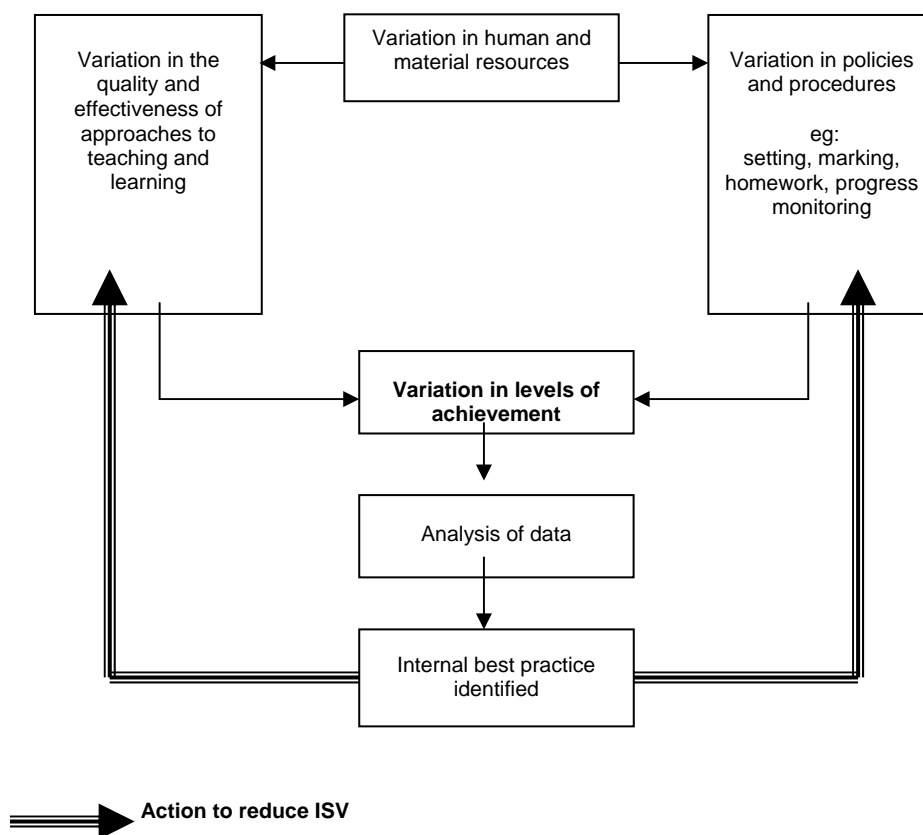 Variation in the
quality and
effectiveness of
approaches to
teaching and
learning
Variation in human and
material resources
Variation in policies
and procedures
eg:
setting, marking,
homework, progress
monitoring
Variation in levels of
achievement
Analysis of data
Internal best practice
identified
Action to reduce ISV